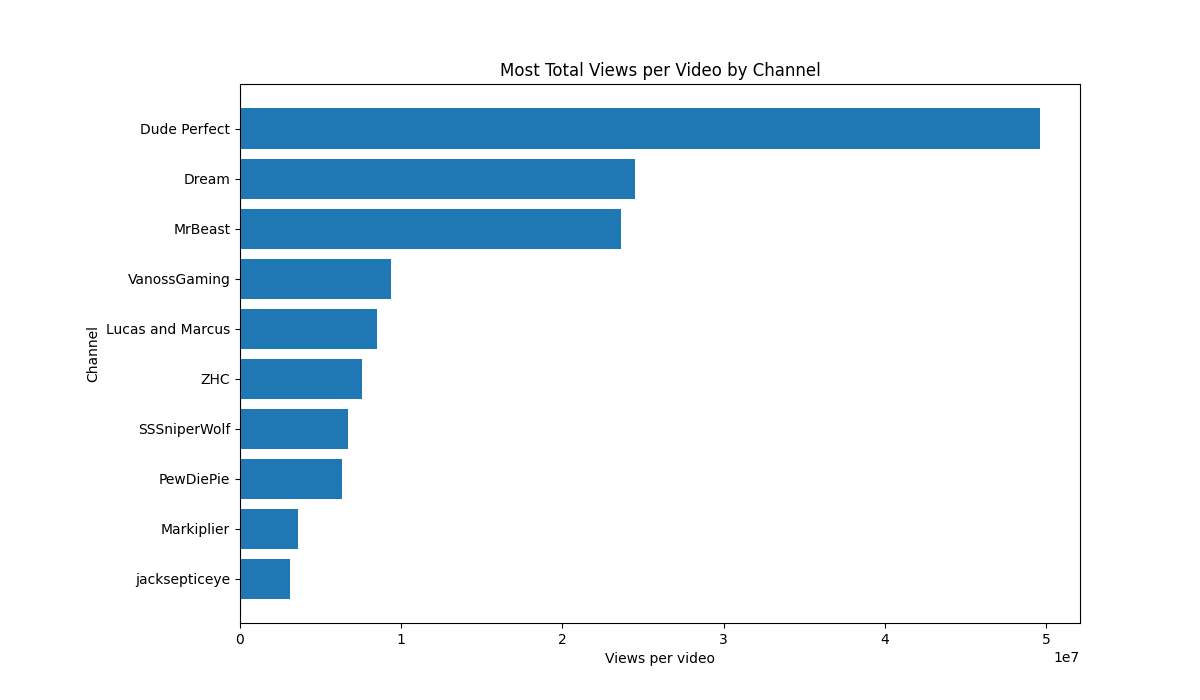 Most Total Views per Video by Channel
Channel
Dude Perfect
Dream
MrBeast
VanossGaming
Lucas and Marcus
ZHC
SSSniperWolf
PewDiePie
Markiplier
jacksepticeye
0 1 2 3 4 5
1e7
Views per video